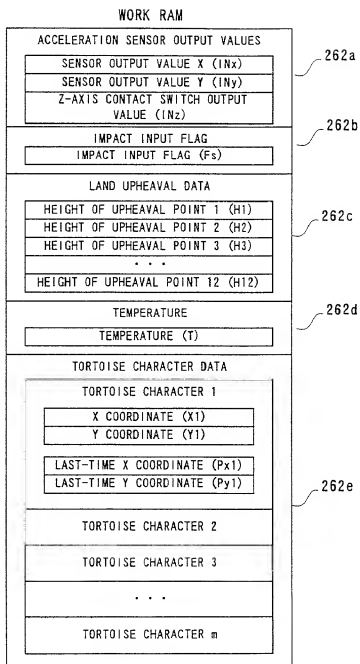 WORK RAM
ACCELERATION SENSOR OUTPUT VALUES
262a
SENSOR OUTPUT VALUE X (INx)
SENSOR OUTPUT VALUE Y (INy)
Z-AXIS CONTACT SWITCH OUTPUT
VALUE (INz)
262b
IMPACT INPUT FLAG
IMPACT INPUT FLAG (Fs)
LAND UPHEAVAL DATA
262c
HEIGHT OF UPHEAVAL POINT 1 (H1)
HEIGHT OF UPHEAVAL POINT 2 (H2)
HEIGHT OF UPHEAVAL POINT 3 (H3)
. . .
HEIGHT OF UPHEAVAL POINT 12 (H12)
TEMPERATURE
262d
TEMPERATURE (T)
TORTOISE CHARACTER DATA
TORTOISE CHARACTER 1
X COORDINATE (X1)
Y COORDINATE (Y1)
LAST-TIME X COORDINATE (Px1)
LAST-TIME Y COORDINATE (Py1)
262e
TORTOISE CHARACTER 2
TORTOISE CHARACTER 3
. . .
TORTOISE CHARACTER m